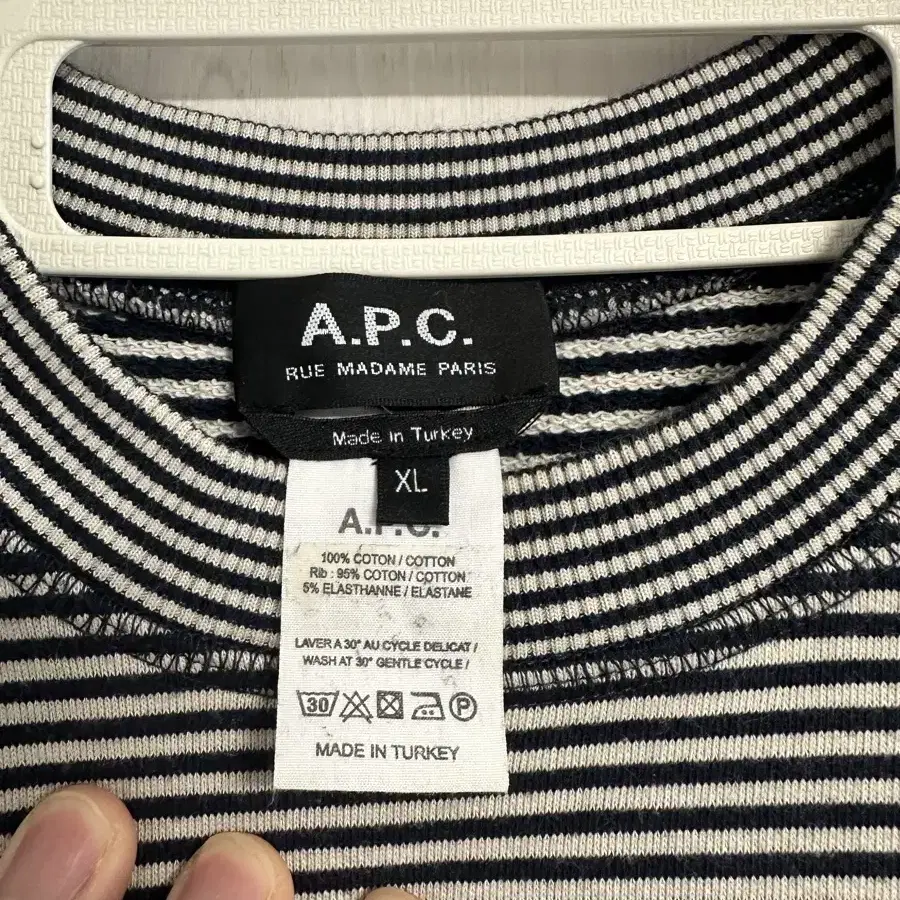 A.P.C.
RUE MADAME PARIS
Made in Turkey
XL
A.P.C.
100% COTON / COTTON
Rib : 95% COTON / COTTON
5% ELASTHANNE / ELASTANE
LAVER A 30° AU CYCLE DELICAT /
WASH AT 30° GENTLE CYCLE /
30 P
MADE IN TURKEY